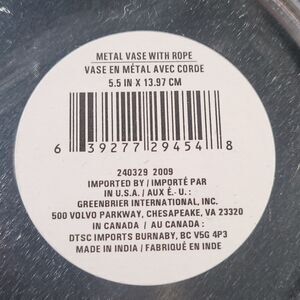 METAL VASE WITH ROPE
VASE EN MÉTAL AVEC CORDE
5.5 IN X 13.97 CM
6 39277 29454 8
240329 2009
IMPORTED BY / IMPORTÉ PAR
IN U.S.A. / AUX É.-U. :
GREENBRIER INTERNATIONAL, INC.
500 VOLVO PARKWAY, CHESAPEAKE, VA 23320
IN CANADA / AU CANADA :
DTSC IMPORTS BURNABY, BC V5G 4P3
MADE IN INDIA / FABRIQUÉ EN INDE